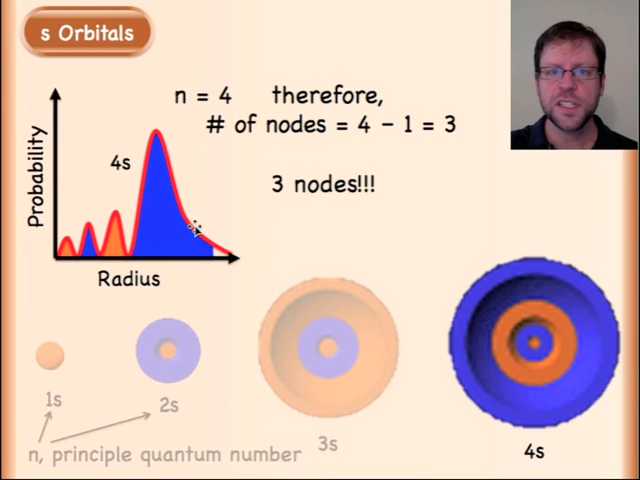 s Orbitals
n = 4 therefore,
# of nodes = 4 – 1 = 3
4s
3 nodes!!!
Probability
Radius
1s
2s
3s
4s
n, principle quantum number